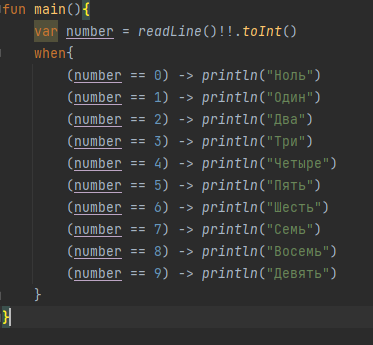 fun main(){
var number = readLine()!!.toInt()
when{
(number == 0) -> println("Ноль")
(number == 1) -> println("Один")
(number == 2) -> println("Два")
(number == 3) -> println("Три")
(number == 4) -> println("Четыре")
(number == 5) -> println("Пять")
(number == 6) -> println("Шесть")
(number == 7) -> println("Семь")
(number == 8) -> println("Восемь")
(number == 9) -> println("Девять")
}
}